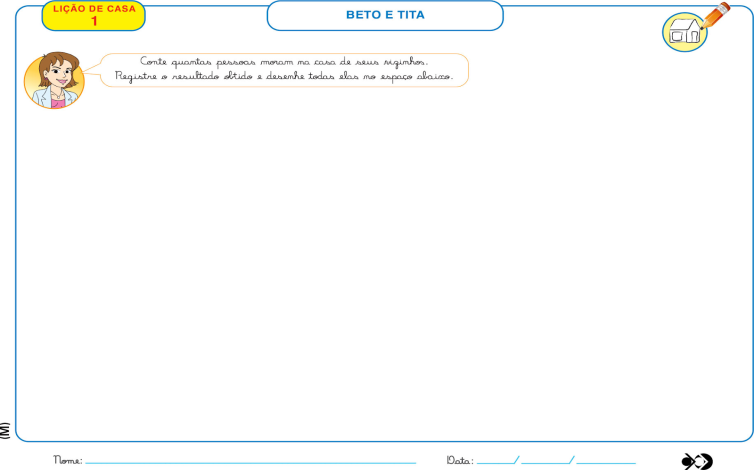 LIÇÃO DE CASA
1
BETO E TITA
Conte quantas pessoas moram na casa de seus vizinhos.
Registre o resultado obtido e desenhe todas elas no espaço abaixo.
(M)
Nome:
Data: / /